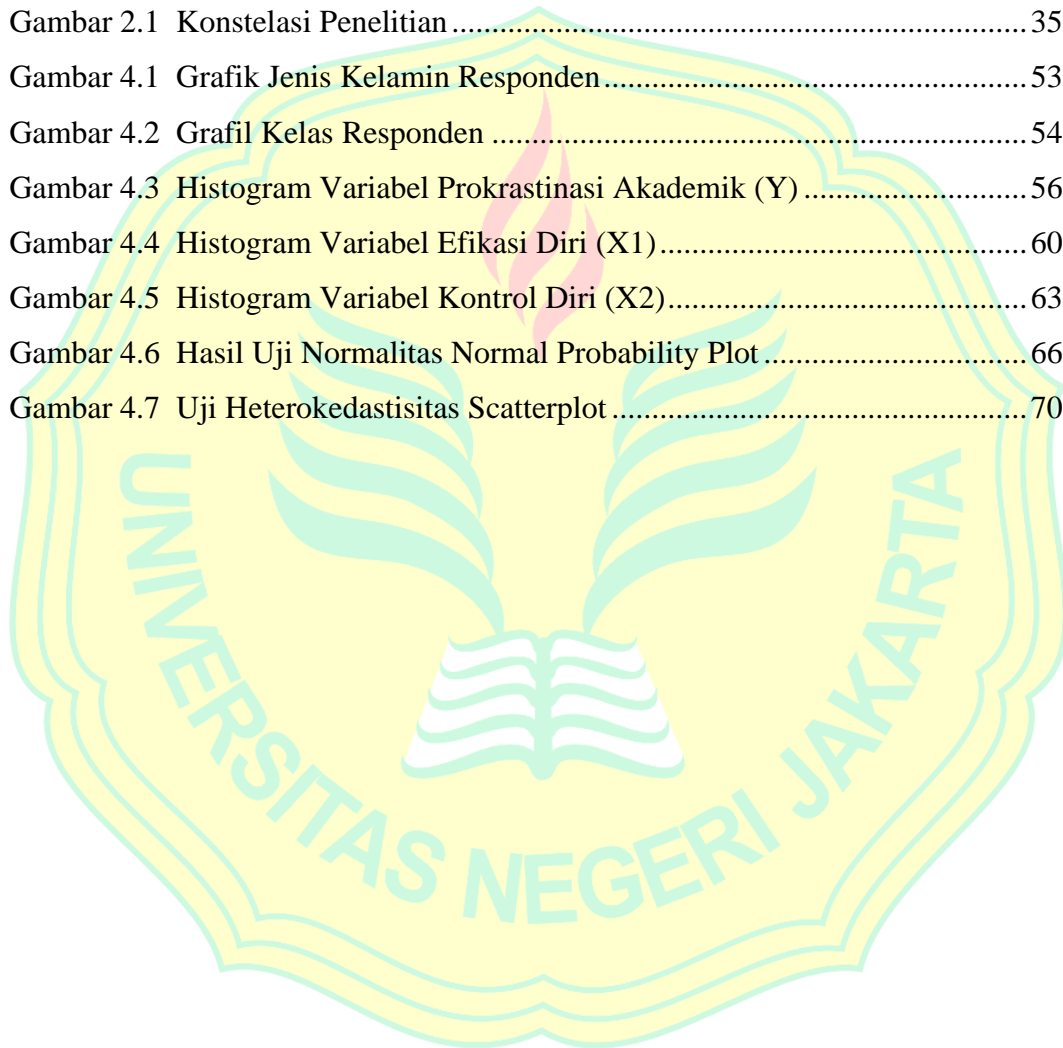 Gambar 2.1 Konstelasi Penitian....................................................................... 35
Gambar 4.1 Grafik Jenis Kelamin Responden..................................................... 53
Gambar 4.2 Grafil Kelas Responden .................................................................. 54
Gambar 4.3 Histogram Variabel Prokrastinasi Akademik (Y) ............................ 56
Gambar 4.4 Histogram Variabel Efikasi Diri (X1).............................................. 60
Gambar 4.5 Histogram Variabel Kontrol Diri (X2)............................................. 63
Gambar 4.6 Hasil Uji Normalitas Normal Probability Plot................................. 66
Gambar 4.7 Uji Heterokedastisitas Scatterplot.................................................... 70
UNIVERSITAS NEGERI JAKARTA